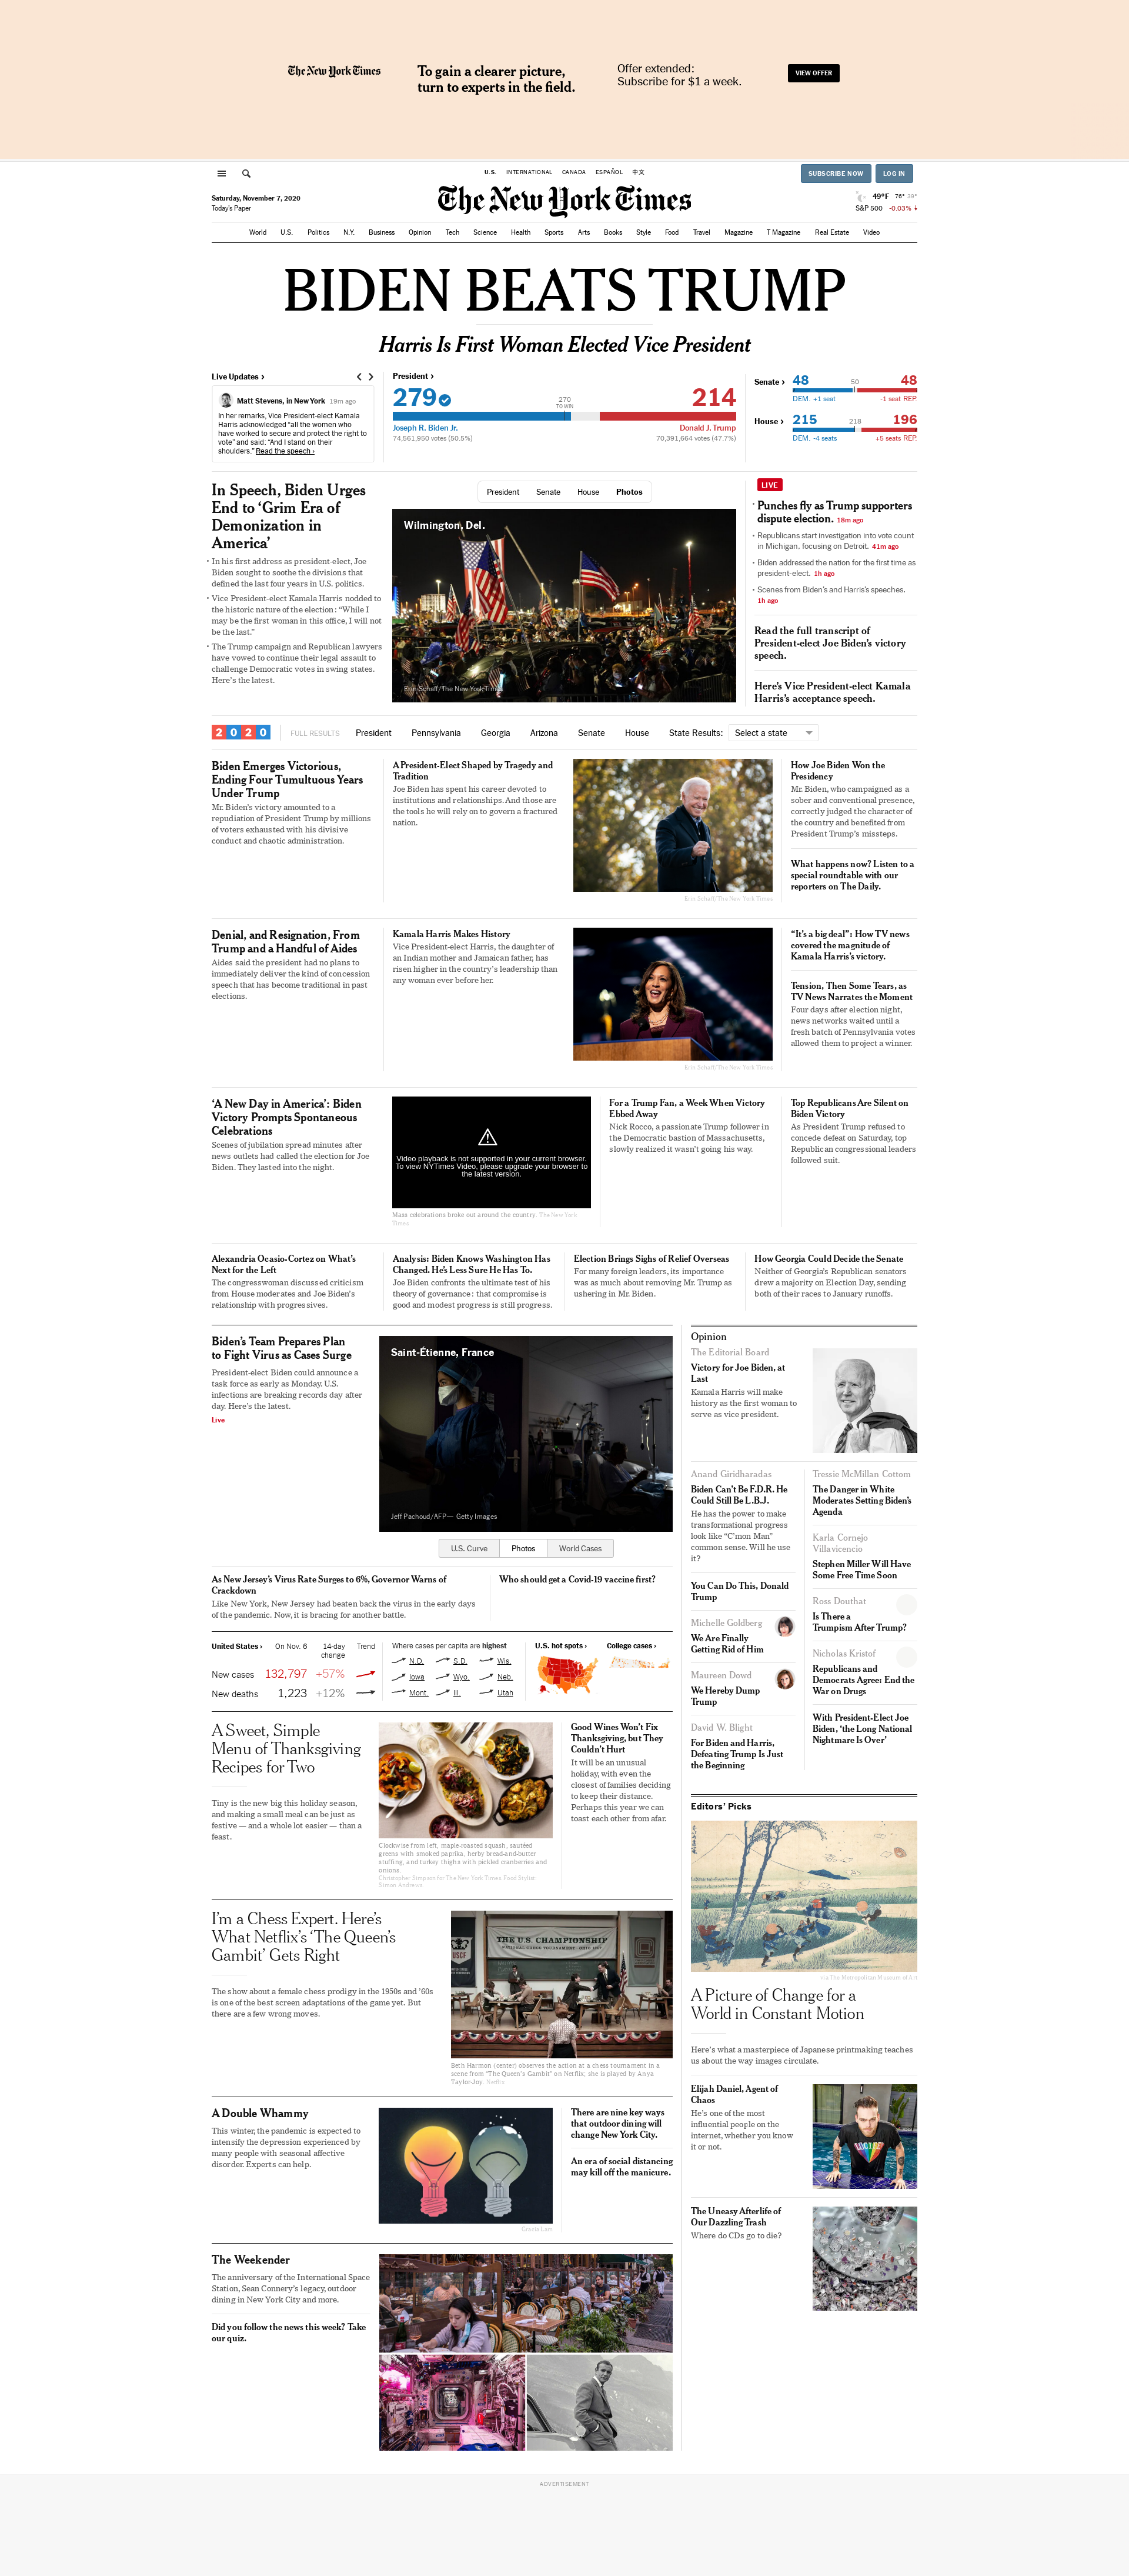 The New York Times
To gain a clearer picture,
turn to experts in the field.
Offer extended:
Subscribe for $1 a week.
VIEW OFFER
U.S. INTERNATIONAL CANADA ESPAÑOL 中文
SUBSCRIBE NOW LOG IN
Saturday, November 7, 2020
Today's Paper
The New York Times
49°F 76° 39°
S&P 500 -0.03% ↓
World U.S. Politics N.Y. Business Opinion Tech Science Health Sports Arts Books Style Food Travel Magazine T Magazine Real Estate Video
BIDEN BEATS TRUMP
Harris Is First Woman Elected Vice President
Live Updates ›
Matt Stevens, in New York 19m ago
In her remarks, Vice President-elect Kamala
Harris acknowledged “all the women who
have worked to secure and protect the right to
vote” and said: “And I stand on their
shoulders.” Read the speech ›
President ›
279 214
270
TO WIN
Joseph R. Biden Jr. Donald J. Trump
74,561,950 votes (50.5%) 70,391,664 votes (47.7%)
Senate › 48 50 48
DEM. +1 seat -1 seat REP.
House › 215 218 196
DEM. -4 seats +5 seats REP.
In Speech, Biden Urges
End to ‘Grim Era of
Demonization in
America’
In his first address as president-elect, Joe
Biden sought to soothe the divisions that
defined the last four years in U.S. politics.
Vice President-elect Kamala Harris nodded to
the historic nature of the election: “While I
may be the first woman in this office, I will not
be the last.”
The Trump campaign and Republican lawyers
have vowed to continue their legal assault to
challenge Democratic votes in swing states.
Here's the latest.
President Senate House Photos
Wilmington, Del.
Erin Schaff/The New York Times
LIVE
Punches fly as Trump supporters
dispute election. 18m ago
Republicans start investigation into vote count
in Michigan, focusing on Detroit. 41m ago
Biden addressed the nation for the first time as
president-elect. 1h ago
Scenes from Biden's and Harris's speeches.
1h ago
Read the full transcript of
President-elect Joe Biden's victory
speech.
Here's Vice President-elect Kamala
Harris's acceptance speech.
2020 FULL RESULTS President Pennsylvania Georgia Arizona Senate House State Results: Select a state
Biden Emerges Victorious,
Ending Four Tumultuous Years
Under Trump
Mr. Biden's victory amounted to a
repudiation of President Trump by millions
of voters exhausted with his divisive
conduct and chaotic administration.
A President-Elect Shaped by Tragedy and
Tradition
Joe Biden has spent his career devoted to
institutions and relationships. And those are
the tools he will rely on to govern a fractured
nation.
Erin Schaff/The New York Times
How Joe Biden Won the
Presidency
Mr. Biden, who campaigned as a
sober and conventional presence,
correctly judged the character of
the country and benefited from
President Trump's missteps.
What happens now? Listen to a
special roundtable with our
reporters on The Daily.
Denial, and Resignation, From
Trump and a Handful of Aides
Aides said the president had no plans to
immediately deliver the kind of concession
speech that has become traditional in past
elections.
Kamala Harris Makes History
Vice President-elect Harris, the daughter of
an Indian mother and Jamaican father, has
risen higher in the country's leadership than
any woman ever before her.
Erin Schaff/The New York Times
“It's a big deal”: How TV news
covered the magnitude of
Kamala Harris's victory.
Tension, Then Some Tears, as
TV News Narrates the Moment
Four days after election night,
news networks waited until a
fresh batch of Pennsylvania votes
allowed them to project a winner.
‘A New Day in America’: Biden
Victory Prompts Spontaneous
Celebrations
Scenes of jubilation spread minutes after
news outlets had called the election for Joe
Biden. They lasted into the night.
Video playback is not supported in your current browser.
To view NYTimes Video, please upgrade your browser to
the latest version.
Mass celebrations broke out around the country. The New York
Times
For a Trump Fan, a Week When Victory
Ebbed Away
Nick Rocco, a passionate Trump follower in
the Democratic bastion of Massachusetts,
slowly realized it wasn't going his way.
Top Republicans Are Silent on
Biden Victory
As President Trump refused to
concede defeat on Saturday, top
Republican congressional leaders
followed suit.
Alexandria Ocasio-Cortez on What's
Next for the Left
The congresswoman discussed criticism
from House moderates and Joe Biden's
relationship with progressives.
Analysis: Biden Knows Washington Has
Changed. He's Less Sure He Has To.
Joe Biden confronts the ultimate test of his
theory of governance: that compromise is
good and modest progress is still progress.
Election Brings Sighs of Relief Overseas
For many foreign leaders, its importance
was as much about removing Mr. Trump as
ushering in Mr. Biden.
How Georgia Could Decide the Senate
Neither of Georgia's Republican senators
drew a majority on Election Day, sending
both of their races to January runoffs.
Biden's Team Prepares Plan
to Fight Virus as Cases Surge
President-elect Biden could announce a
task force as early as Monday. U.S.
infections are breaking records day after
day. Here's the latest.
Live
Saint-Étienne, France
Jeff Pachoud/AFP— Getty Images
U.S. Curve Photos World Cases
As New Jersey's Virus Rate Surges to 6%, Governor Warns of
Crackdown
Like New York, New Jersey had beaten back the virus in the early days
of the pandemic. Now, it is bracing for another battle.
Who should get a Covid-19 vaccine first?
United States › On Nov. 6 14-day
change Trend
New cases 132,797 +57%
New deaths 1,223 +12%
Where cases per capita are highest
N.D. S.D. Wis.
Iowa Wyo. Neb.
Mont. Ill. Utah
U.S. hot spots › College cases ›
A Sweet, Simple
Menu of Thanksgiving
Recipes for Two
Tiny is the new big this holiday season,
and making a small meal can be just as
festive — and a whole lot easier — than a
feast.
Clockwise from left, maple-roasted squash, sautéed
greens with smoked paprika, herby bread-and-butter
stuffing, and turkey thighs with pickled cranberries and
onions.
Christopher Simpson for The New York Times. Food Stylist:
Simon Andrews.
Good Wines Won't Fix
Thanksgiving, but They
Couldn't Hurt
It will be an unusual
holiday, with even the
closest of families deciding
to keep their distance.
Perhaps this year we can
toast each other from afar.
I'm a Chess Expert. Here's
What Netflix's ‘The Queen's
Gambit’ Gets Right
The show about a female chess prodigy in the 1950s and ’60s
is one of the best screen adaptations of the game yet. But
there are a few wrong moves.
USCF
THE U.S. CHAMPIONSHIP
Beth Harmon (center) observes the action at a chess tournament in a
scene from “The Queen's Gambit” on Netflix; she is played by Anya
Taylor-Joy. Netflix
A Double Whammy
This winter, the pandemic is expected to
intensify the depression experienced by
many people with seasonal affective
disorder. Experts can help.
Gracia Lam
There are nine key ways
that outdoor dining will
change New York City.
An era of social distancing
may kill off the manicure.
The Weekender
The anniversary of the International Space
Station, Sean Connery's legacy, outdoor
dining in New York City and more.
Did you follow the news this week? Take
our quiz.
Opinion
The Editorial Board
Victory for Joe Biden, at
Last
Kamala Harris will make
history as the first woman to
serve as vice president.
Anand Giridharadas
Biden Can't Be F.D.R. He
Could Still Be L.B.J.
He has the power to make
transformational progress
look like “C'mon Man”
common sense. Will he use
it?
You Can Do This, Donald
Trump
Michelle Goldberg
We Are Finally
Getting Rid of Him
Maureen Dowd
We Hereby Dump
Trump
David W. Blight
For Biden and Harris,
Defeating Trump Is Just
the Beginning
Tressie McMillan Cottom
The Danger in White
Moderates Setting Biden's
Agenda
Karla Cornejo
Villavicencio
Stephen Miller Will Have
Some Free Time Soon
Ross Douthat
Is There a
Trumpism After Trump?
Nicholas Kristof
Republicans and
Democrats Agree: End the
War on Drugs
With President-Elect Joe
Biden, ‘the Long National
Nightmare Is Over’
Editors' Picks
via The Metropolitan Museum of Art
A Picture of Change for a
World in Constant Motion
Here's what a masterpiece of Japanese printmaking teaches
us about the way images circulate.
Elijah Daniel, Agent of
Chaos
He's one of the most
influential people on the
internet, whether you know
it or not.
The Uneasy Afterlife of
Our Dazzling Trash
Where do CDs go to die?
ADVERTISEMENT